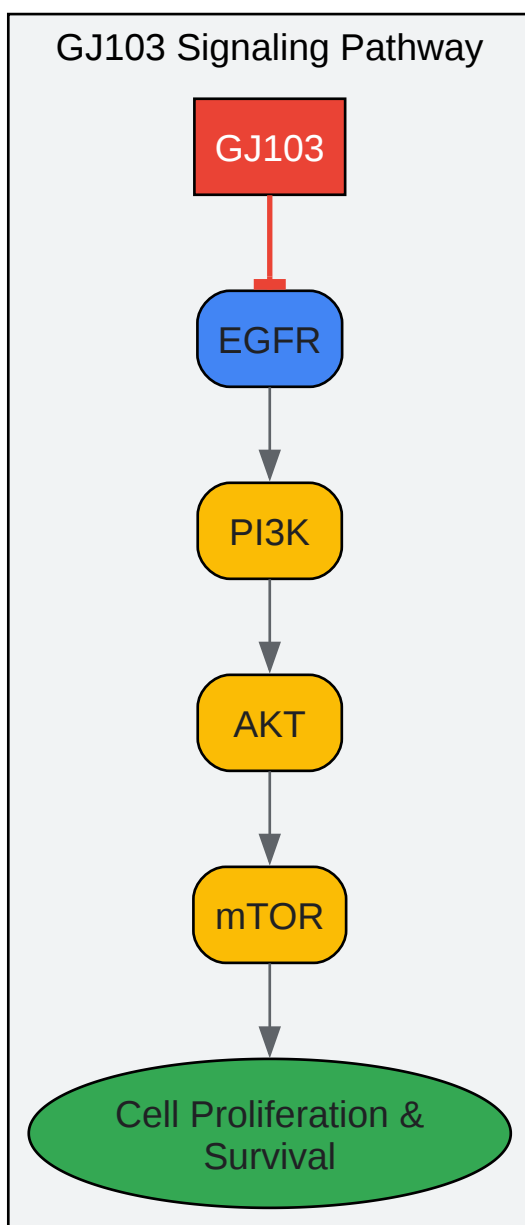 GJ103 Signaling Pathway
GJ103
EGFR
PI3K
AKT
mTOR
Cell Proliferation &
Survival